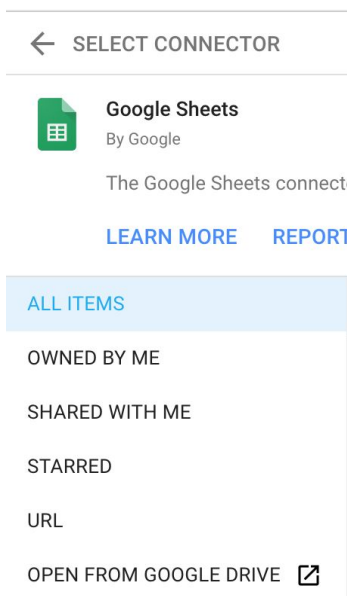 SELECT CONNECTOR
Google Sheets
By Google
The Google Sheets connect
LEARN MORE REPORT
ALL ITEMS
OWNED BY ME
SHARED WITH ME
STARRED
URL
OPEN FROM GOOGLE DRIVE